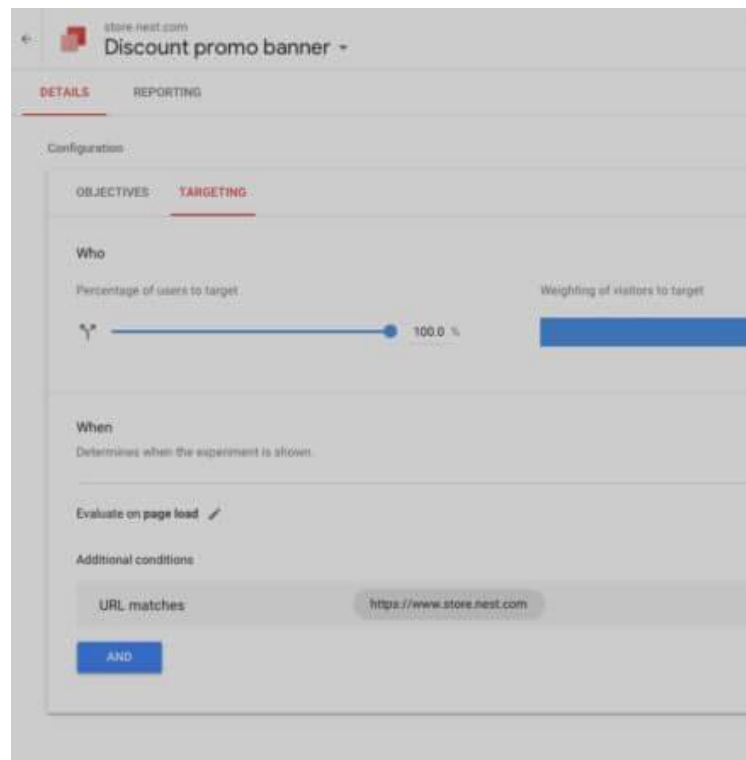 store.nest.com
Discount promo banner
DETAILS REPORTING
Configuration
OBJECTIVES TARGETING
Who
Percentage of users to target
Weighting of visitors to target
100.0 %
When
Determines when the experiment is shown.
Evaluate on page load
Additional conditions
URL matches https://www.store.nest.com
AND